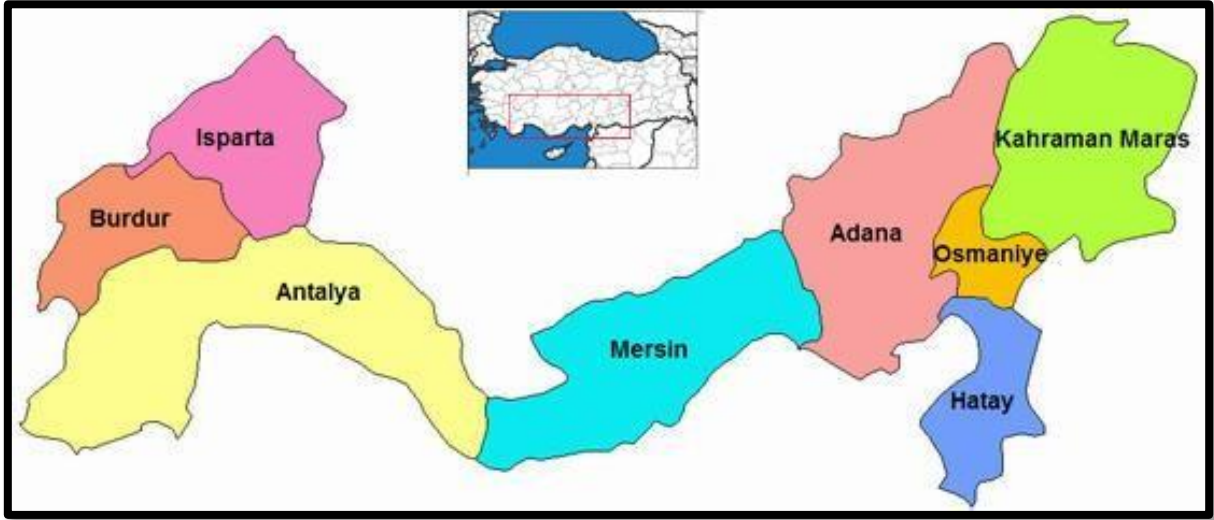 Isparta
Kahraman Maras
Burdur
Adana
Osmaniye
Antalya
Mersin
Hatay